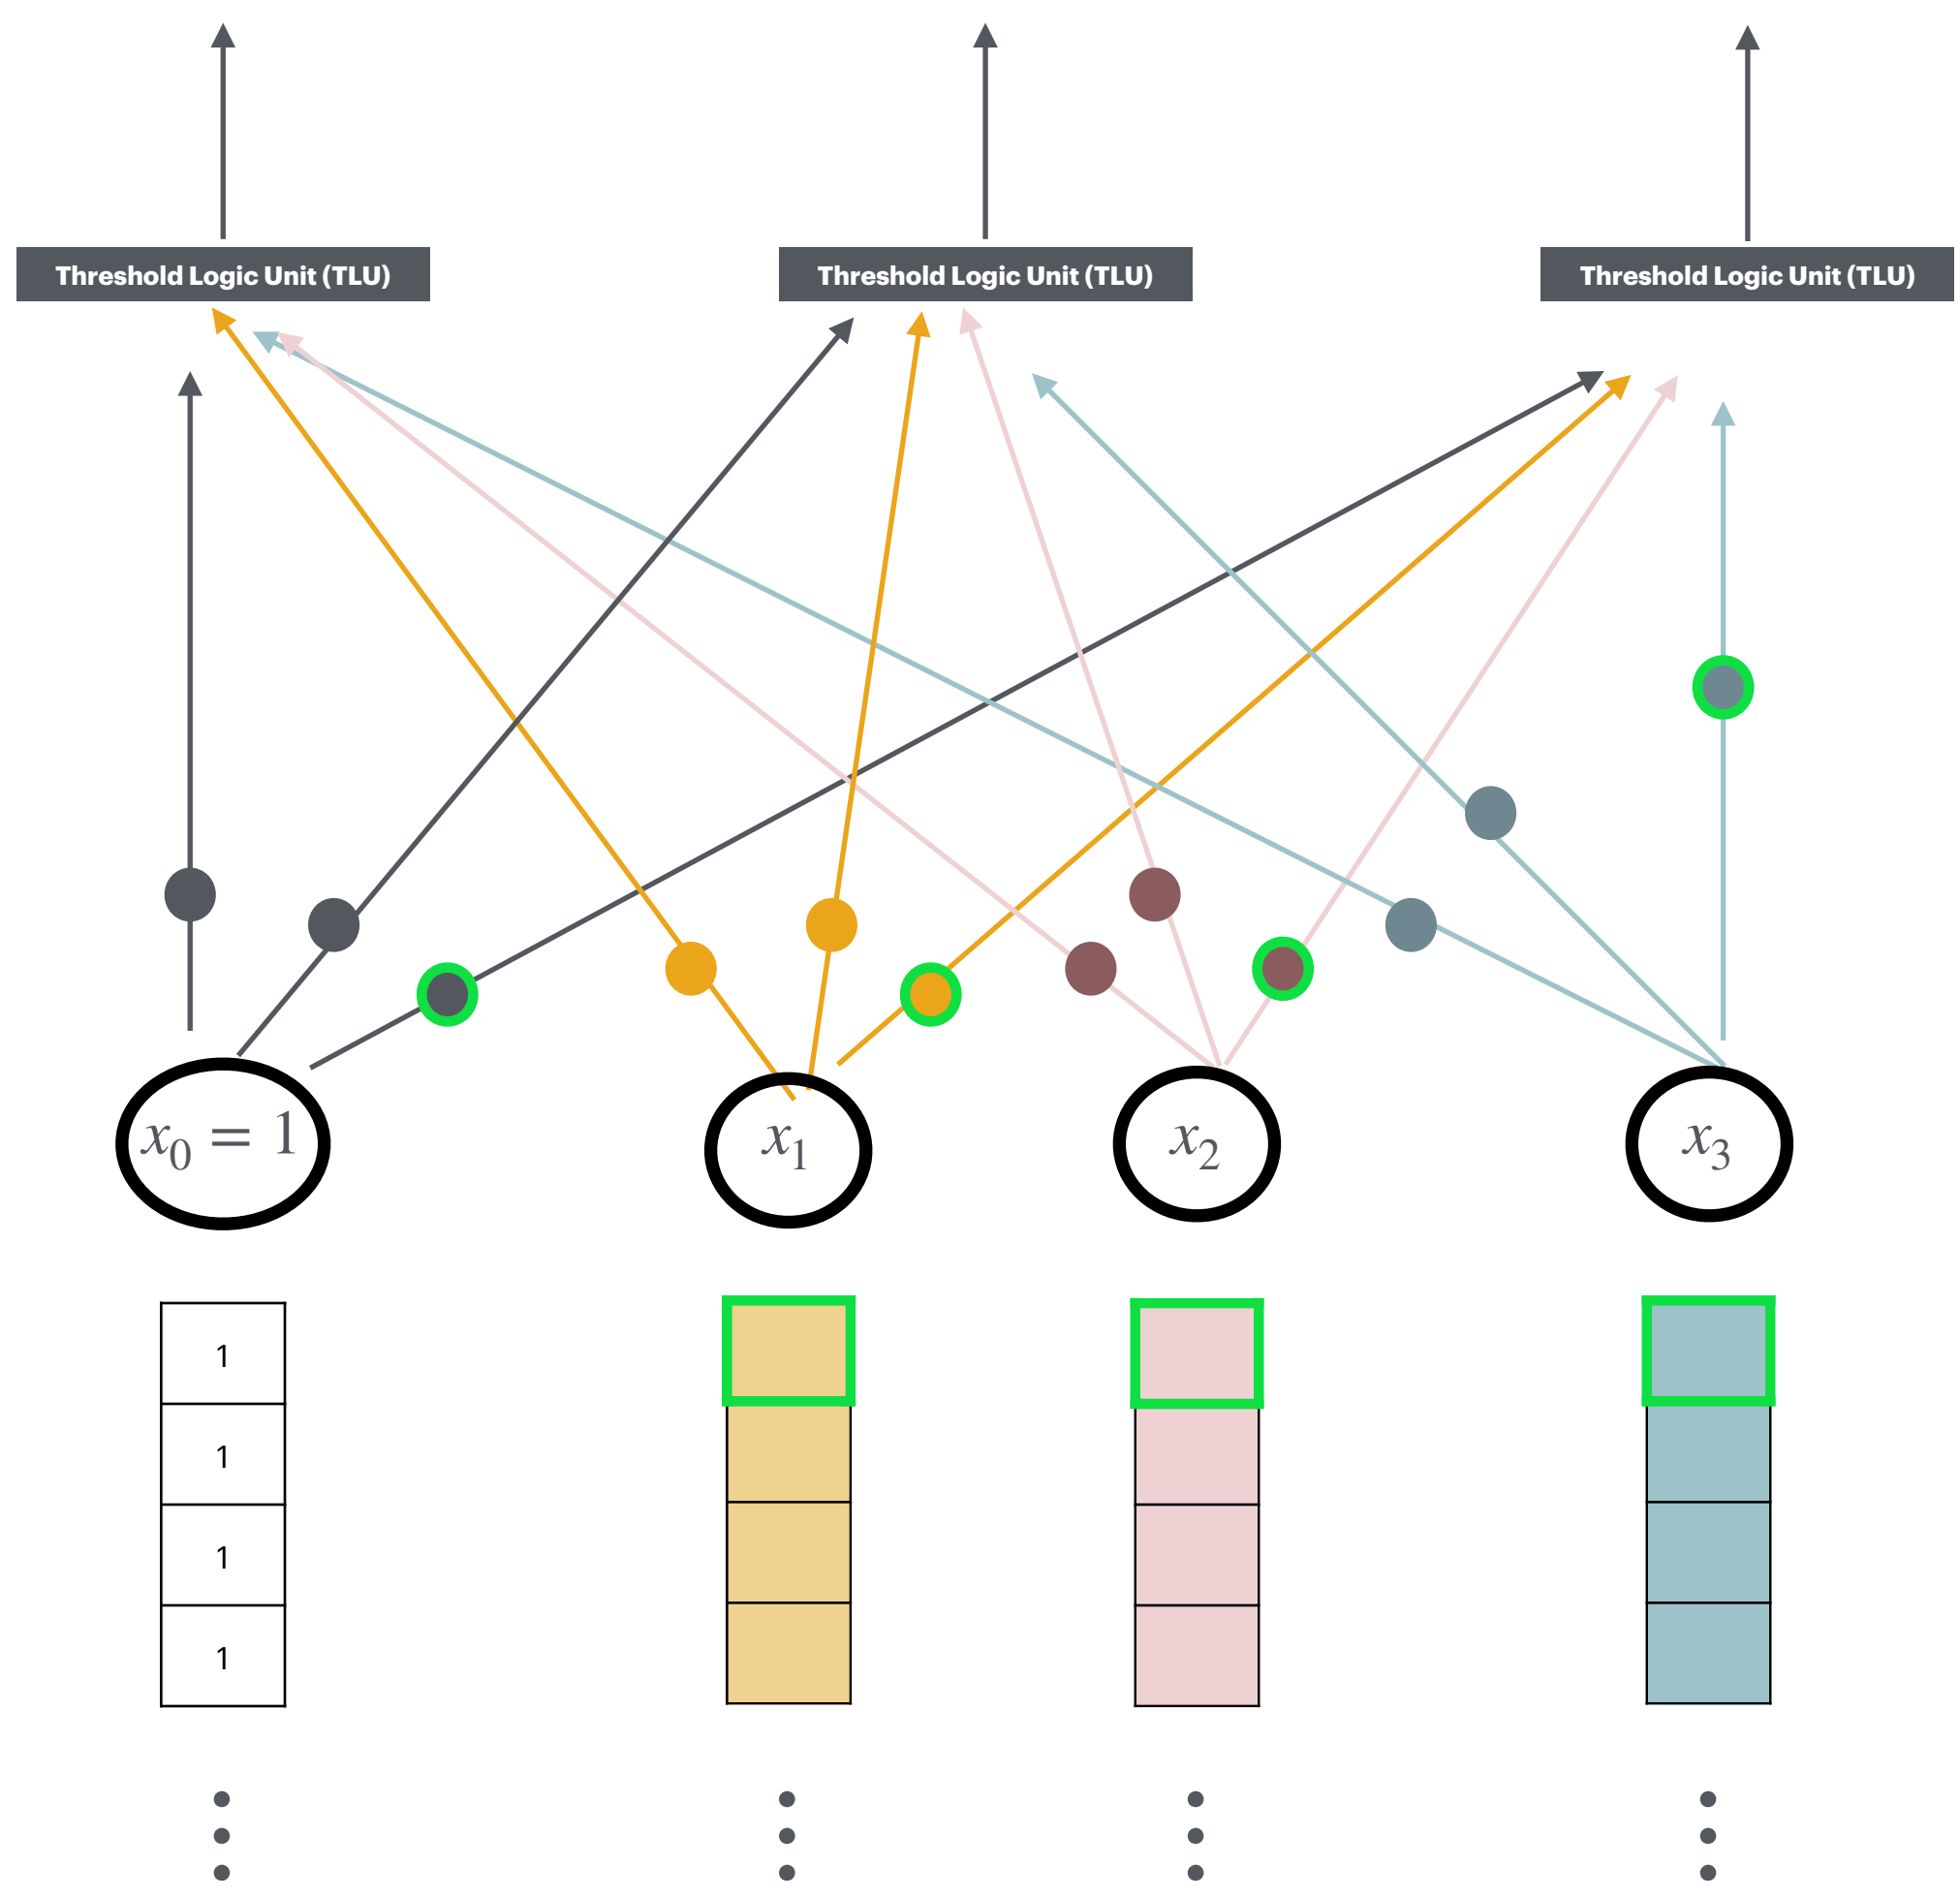 Threshold Logic Unit (TLU)
Threshold Logic Unit (TLU)
Threshold Logic Unit (TLU)
x₀ = 1
x₁
x₂
x₃
1
1
1
1